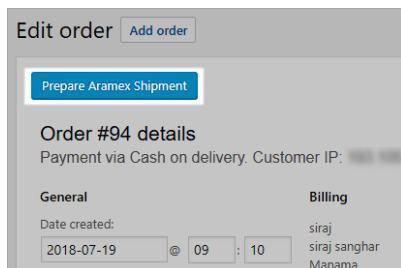 Edit order Add order
Prepare Aramex Shipment
Order #94 details
Payment via Cash on delivery. Customer IP:
General Billing
Date created: siraj
2018-07-19 @ 09 : 10 siraj sanghar
Manama